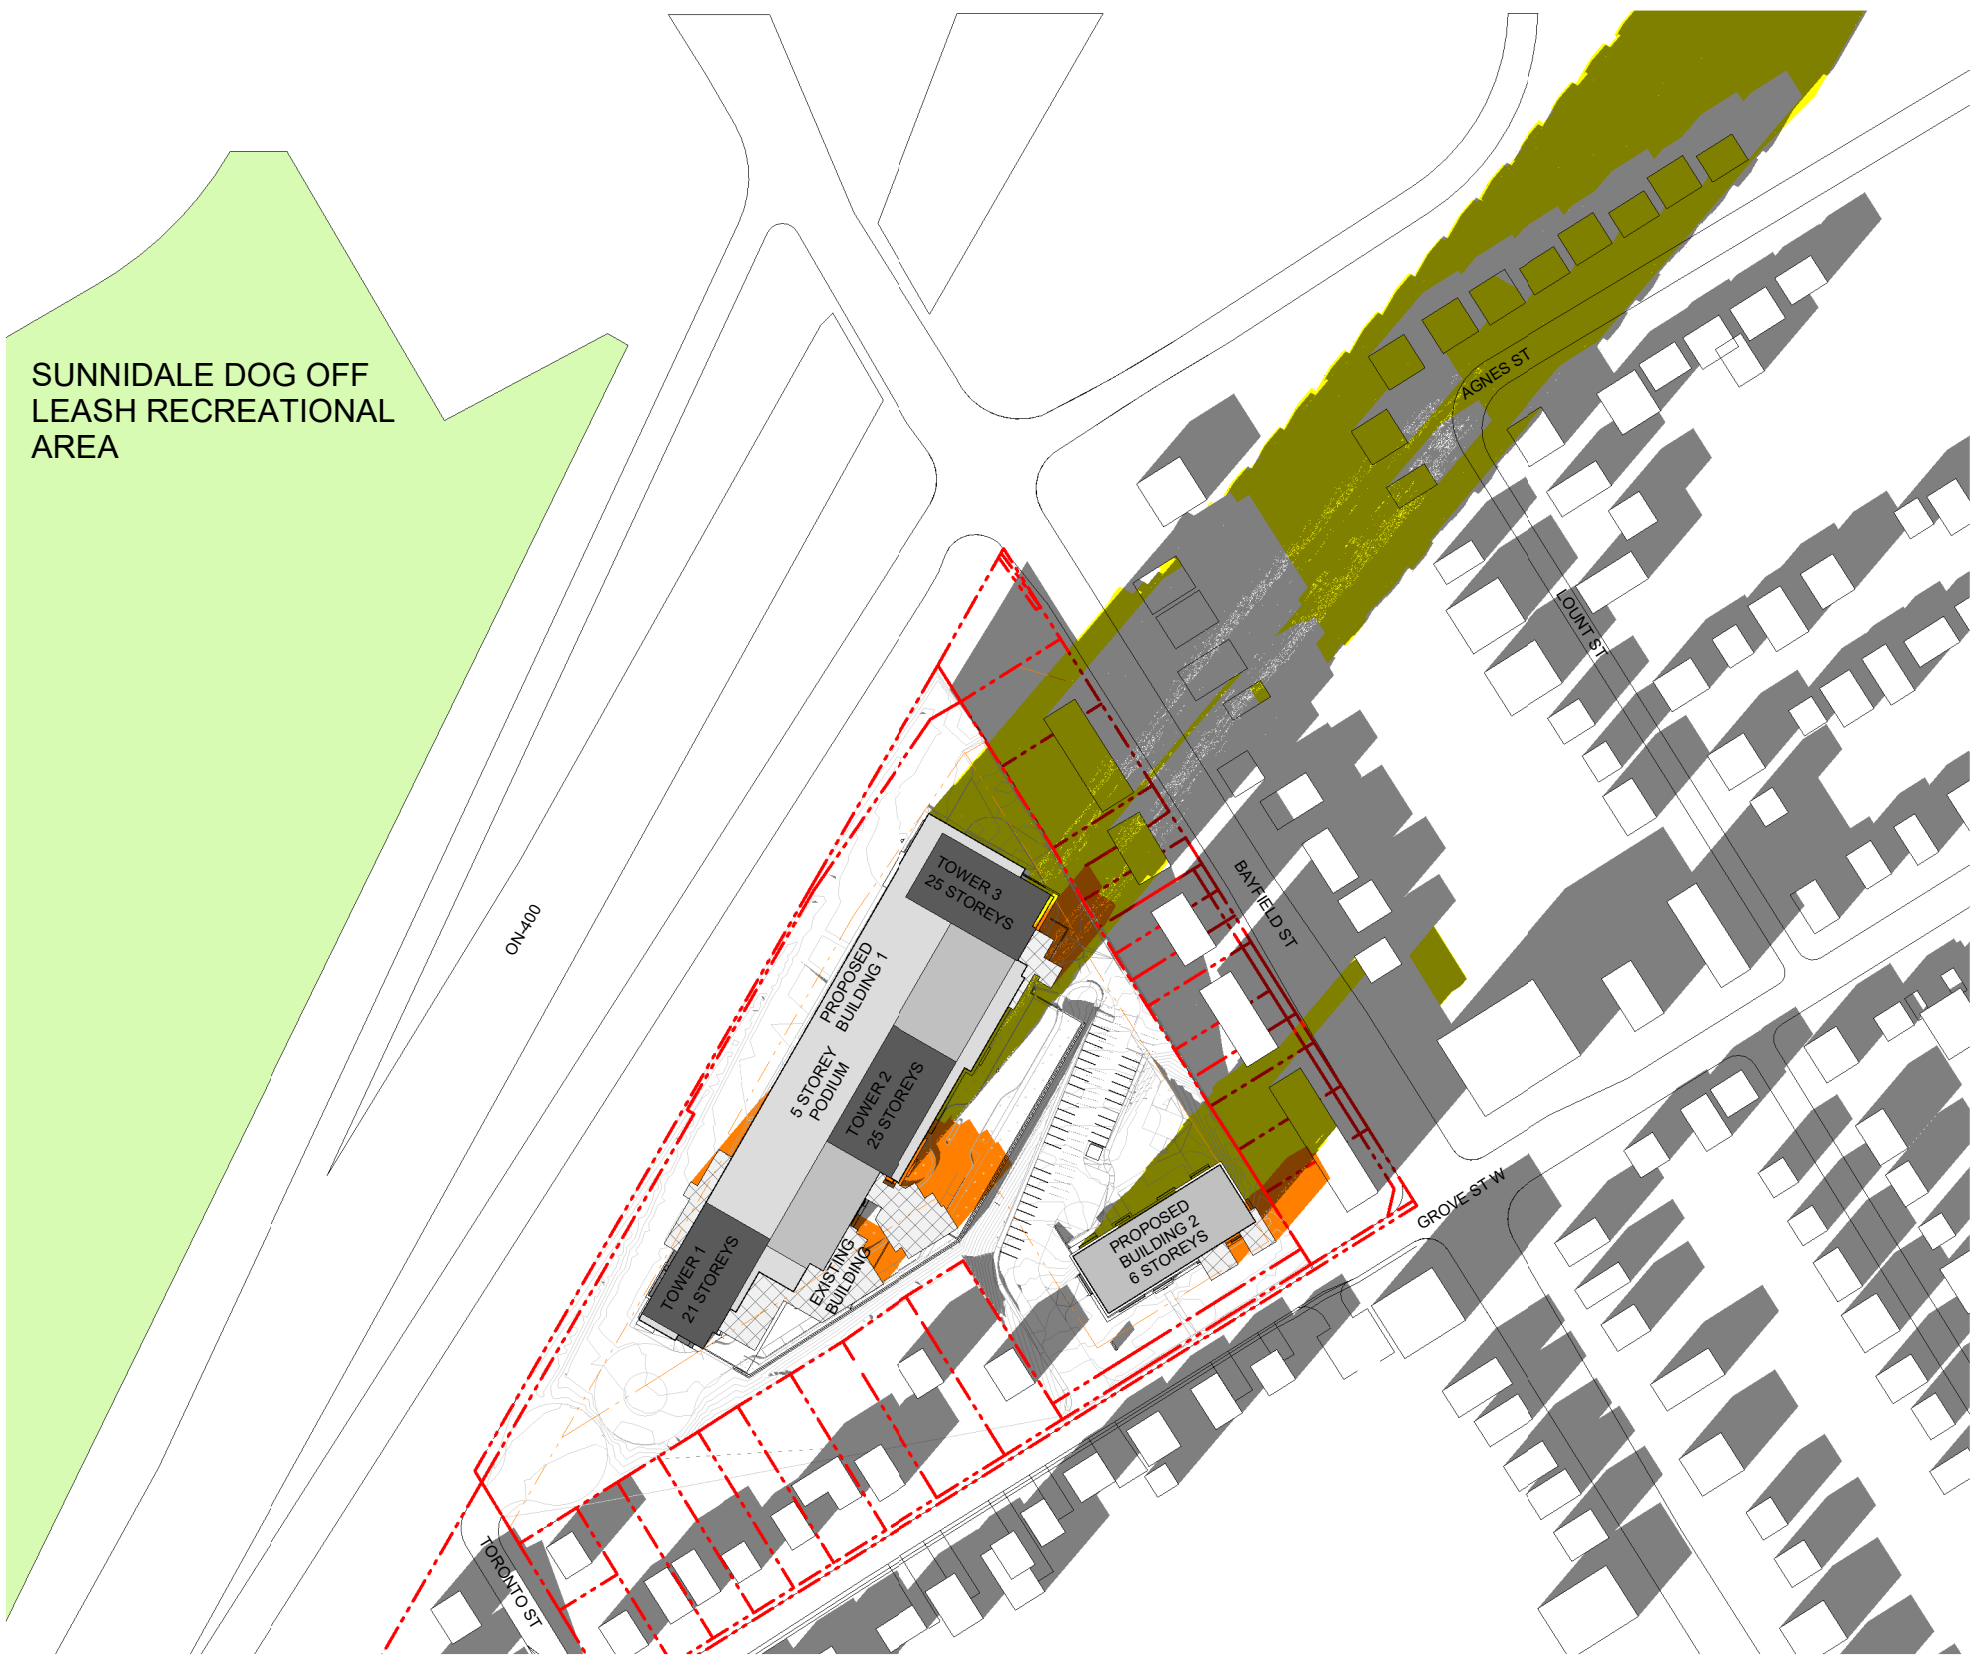 SUNNIDALE DOG OFF
LEASH RECREATIONAL
AREA
AGNES ST
LOUNT ST
TOWER 3
25 STOREYS
BAYFIELD ST
ON-400
PROPOSED
BUILDING 1
5 STOREY
PODIUM
TOWER 2
25 STOREYS
TOWER 1
21 STOREYS
EXISTING
BUILDING
PROPOSED
BUILDING 2
6 STOREYS
GROVE ST W
TORONTO ST